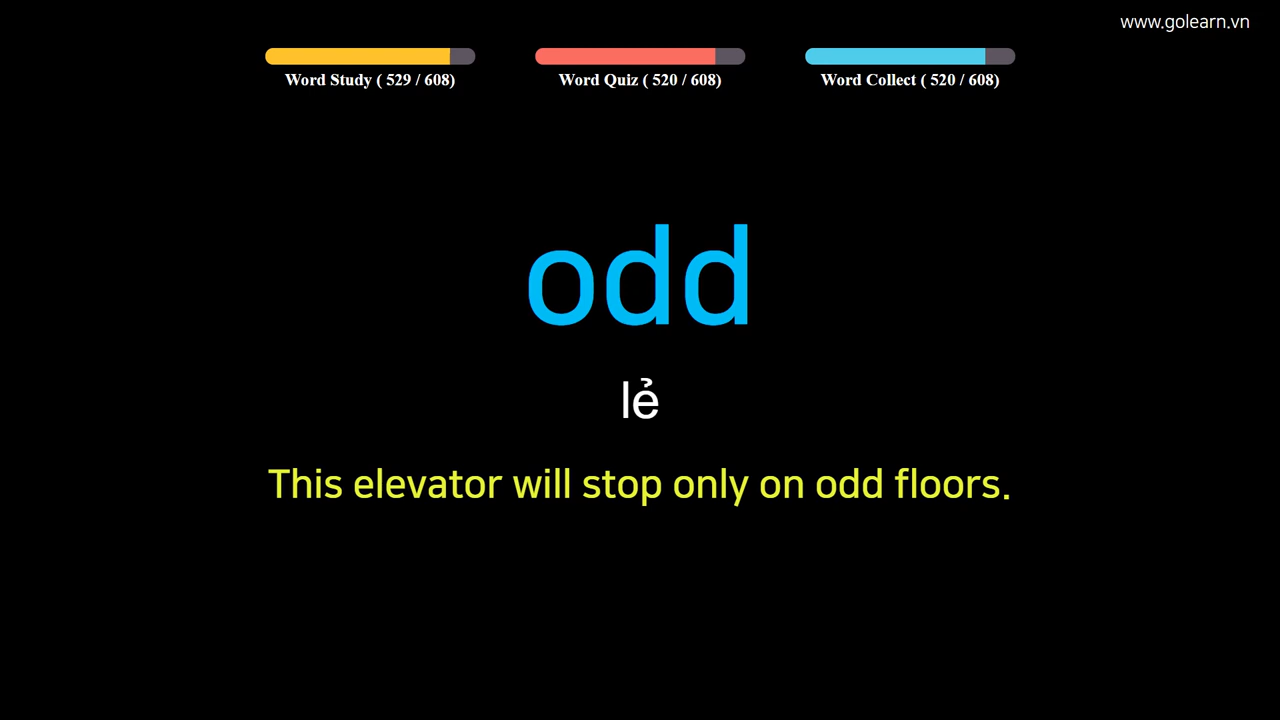 www.golearn.vn
Word Study ( 529 / 608)
Word Quiz ( 520 / 608)
Word Collect ( 520 / 608)
odd
lẻ
This elevator will stop only on odd floors.